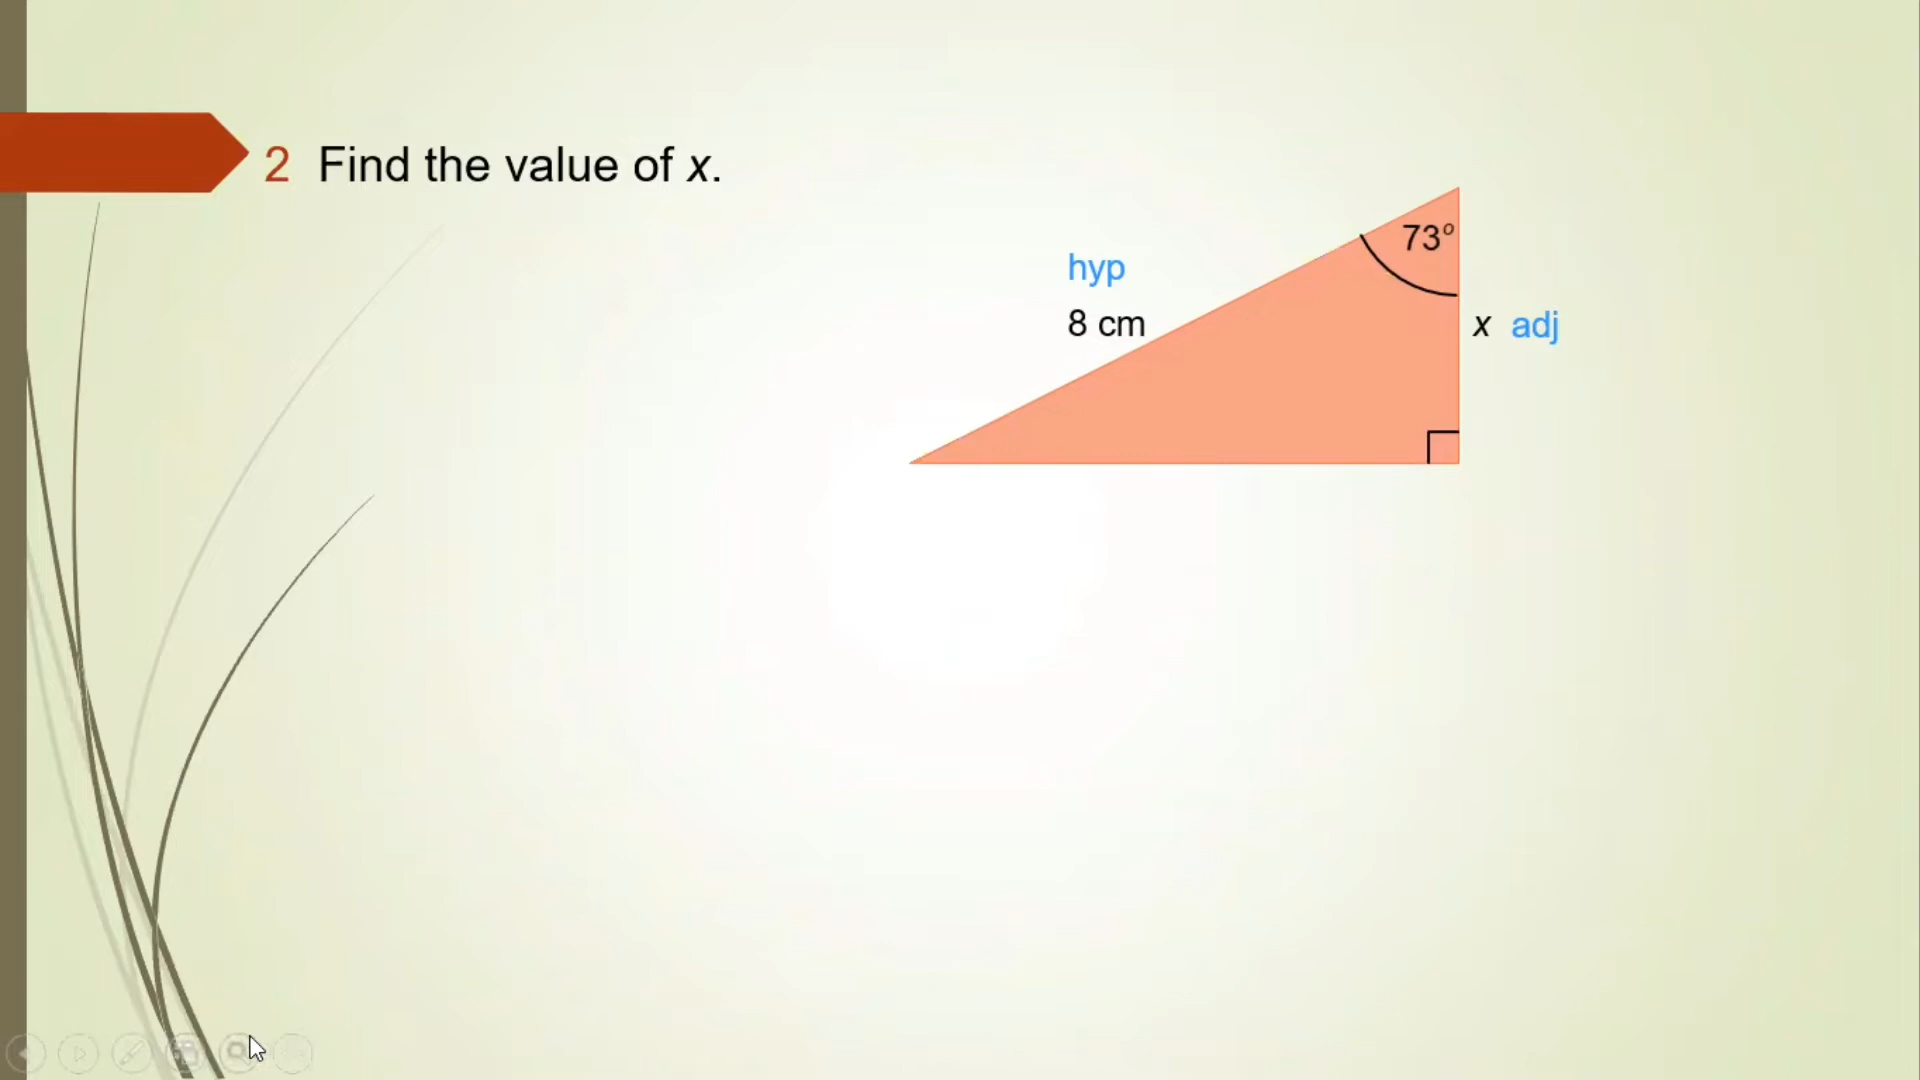 2 Find the value of x.
73°
hyp
8 cm
x adj